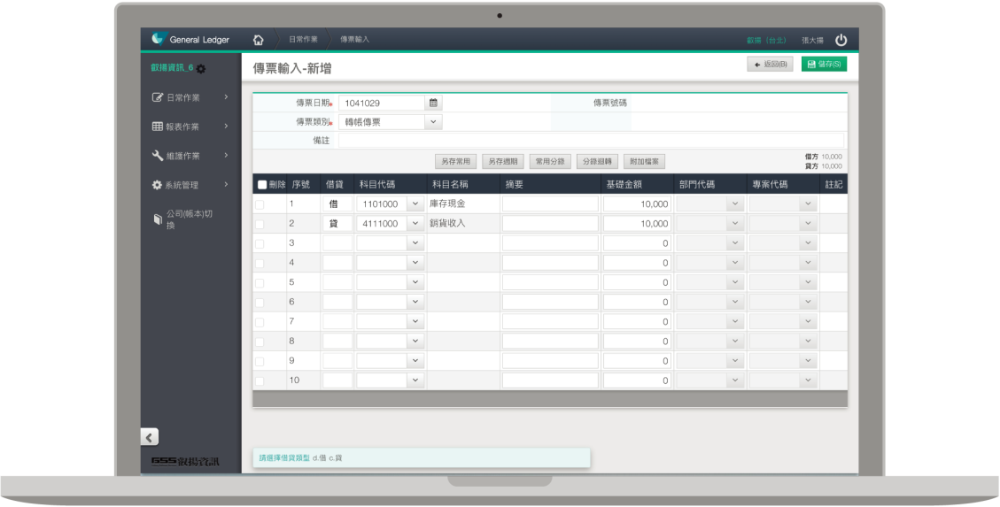 General Ledger 日常作業 傳票輸入 叡揚 (台北) 張大揚
叡揚資訊_6
傳票輸入-新增 返回(B) 儲存(S)
日常作業
報表作業
維護作業
系統管理
公司(帳本)切
換
傳票日期* 1041029 傳票號碼
傳票類別* 轉帳傳票
備註
另存常用 另存週期 常用分錄 分錄迴轉 附加檔案
借方 10,000
貸方 10,000
刪除 序號 借貸 科目代碼 科目名稱 摘要 基礎金額 部門代碼 專案代碼 註記
1 借 1101000 庫存現金 10,000
2 貸 4111000 銷貨收入 10,000
3 0
4 0
5 0
6 0
7 0
8 0
9 0
10 0
GSS叡揚資訊
請選擇借貸類型 d.借 c.貸